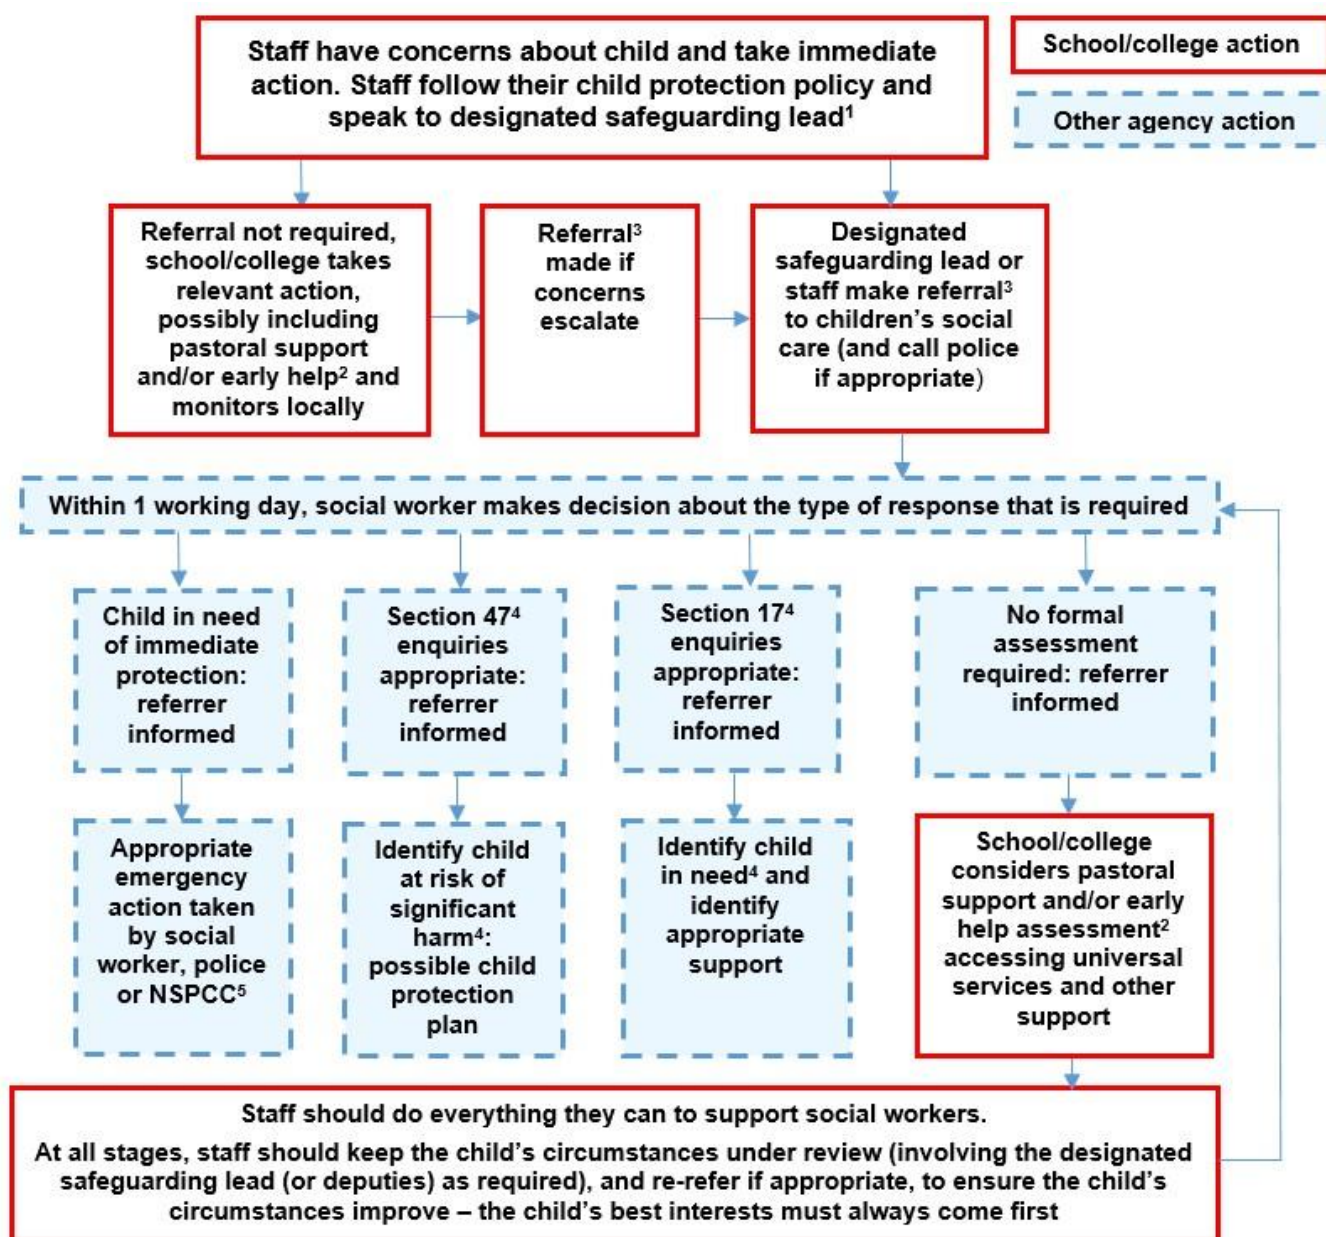 Staff have concerns about child and take immediate
action. Staff follow their child protection policy and
speak to designated safeguarding lead¹
School/college action
Other agency action
Referral not required,
school/college takes
relevant action,
possibly including
pastoral support
and/or early help² and
monitors locally
Referral³
made if
concerns
escalate
Designated
safeguarding lead or
staff make referral³
to children’s social
care (and call police
if appropriate)
Within 1 working day, social worker makes decision about the type of response that is required
Child in need
of immediate
protection:
referrer
informed
Section 47⁴
enquiries
appropriate:
referrer
informed
Section 17⁴
enquiries
appropriate:
referrer
informed
No formal
assessment
required: referrer
informed
Appropriate
emergency
action taken
by social
worker, police
or NSPCC⁵
Identify child
at risk of
significant
harm⁴:
possible child
protection
plan
Identify child
in need⁴ and
identify
appropriate
support
School/college
considers pastoral
support and/or early
help assessment²
accessing universal
services and other
support
Staff should do everything they can to support social workers.
At all stages, staff should keep the child’s circumstances under review (involving the designated
safeguarding lead (or deputies) as required), and re-refer if appropriate, to ensure the child’s
circumstances improve – the child’s best interests must always come first